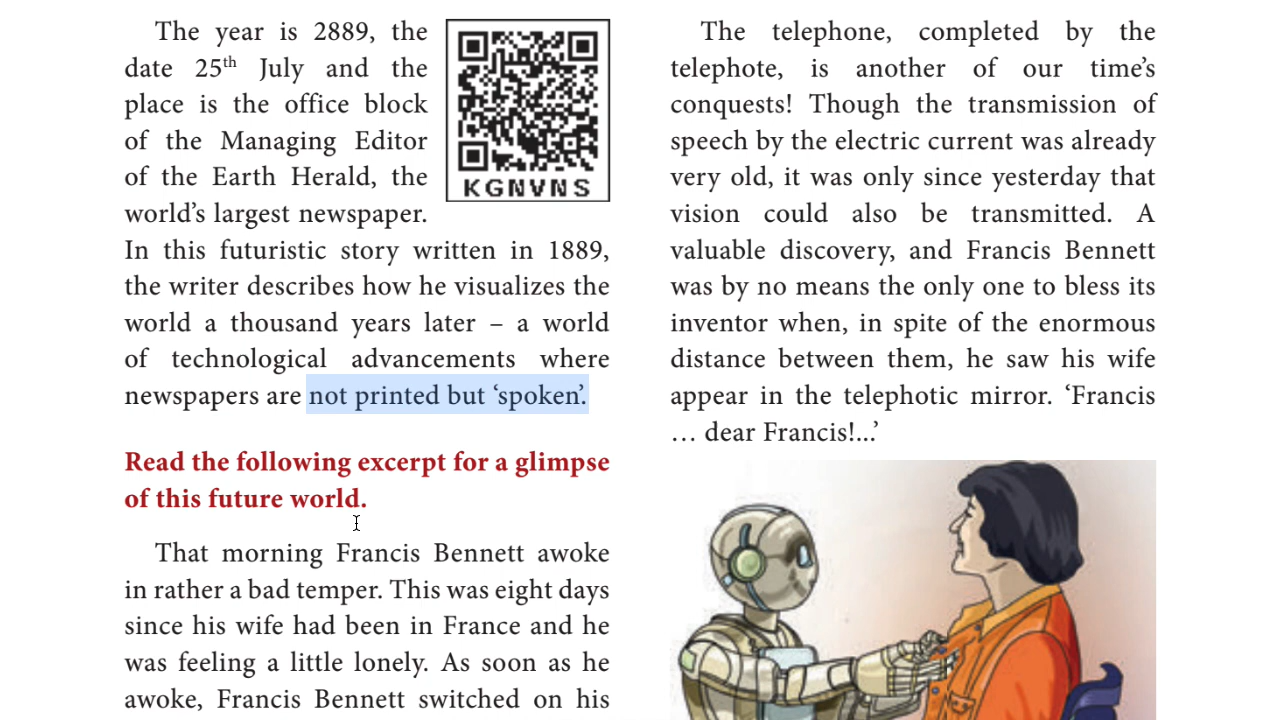 The year is 2889, the
date 25th July and the
place is the office block
of the Managing Editor
of the Earth Herald, the
world’s largest newspaper.
In this futuristic story written in 1889,
the writer describes how he visualizes the
world a thousand years later – a world
of technological advancements where
newspapers are not printed but ‘spoken’.
KGNVNS
Read the following excerpt for a glimpse
of this future world.
That morning Francis Bennett awoke
in rather a bad temper. This was eight days
since his wife had been in France and he
was feeling a little lonely. As soon as he
awoke, Francis Bennett switched on his
The telephone, completed by the
telephote, is another of our time’s
conquests! Though the transmission of
speech by the electric current was already
very old, it was only since yesterday that
vision could also be transmitted. A
valuable discovery, and Francis Bennett
was by no means the only one to bless its
inventor when, in spite of the enormous
distance between them, he saw his wife
appear in the telephotic mirror. ‘Francis
… dear Francis!...’